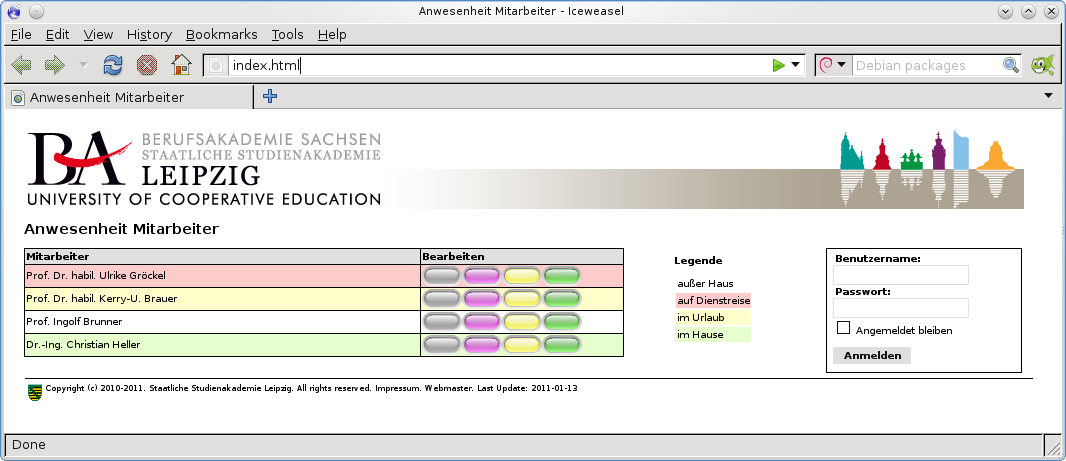 Anwesenheit Mitarbeiter - Iceweasel
File Edit View History Bookmarks Tools Help
index.html
Debian packages
Anwesenheit Mitarbeiter
BA
BERUFSAKADEMIE SACHSEN
STAATLICHE STUDIENAKADEMIE
LEIPZIG
UNIVERSITY OF COOPERATIVE EDUCATION
Anwesenheit Mitarbeiter
Mitarbeiter Bearbeiten
Prof. Dr. habil. Ulrike Gröckel
Prof. Dr. habil. Kerry-U. Brauer
Prof. Ingolf Brunner
Dr.-Ing. Christian Heller
Legende
außer Haus
auf Dienstreise
im Urlaub
im Hause
Benutzername:
Passwort:
Angemeldet bleiben
Anmelden
Copyright (c) 2010-2011. Staatliche Studienakademie Leipzig. All rights reserved. Impressum. Webmaster. Last Update: 2011-01-13
Done